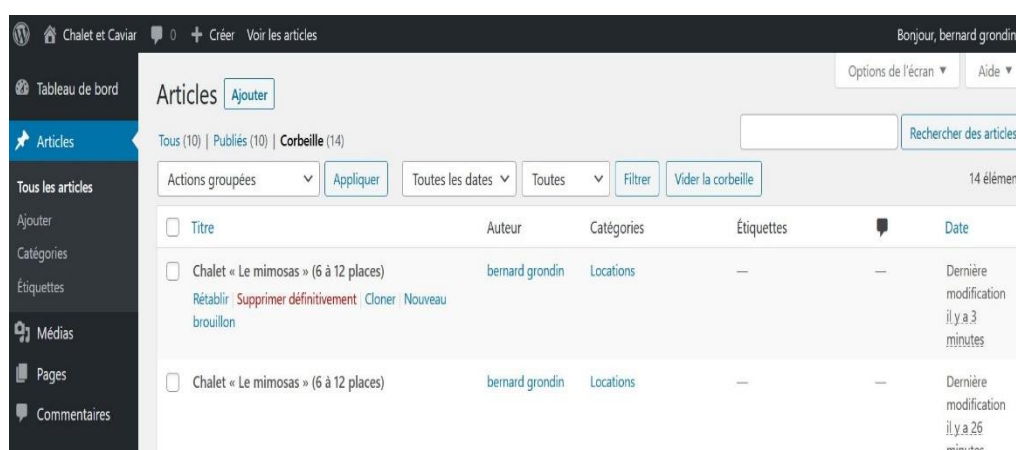 Chalet et Caviar 0 + Créer Voir les articles Bonjour, bernard grondin
Options de l'écran ▼ Aide ▼
Tableau de bord
Articles
Tous les articles
Ajouter
Catégories
Étiquettes
Médias
Pages
Commentaires
Articles Ajouter
Tous (10) | Publiés (10) | Corbeille (14)
Rechercher des articles
Actions groupées Appliquer Toutes les dates Toutes Filtrer Vider la corbeille 14 élémen
Titre Auteur Catégories Étiquettes Date
Chalet « Le mimosas » (6 à 12 places) bernard grondin Locations — — Dernière
modification
il y a 3
minutes
Rétablir | Supprimer définitivement | Cloner | Nouveau
brouillon
Chalet « Le mimosas » (6 à 12 places) bernard grondin Locations — — Dernière
modification
il y a 26
minutes